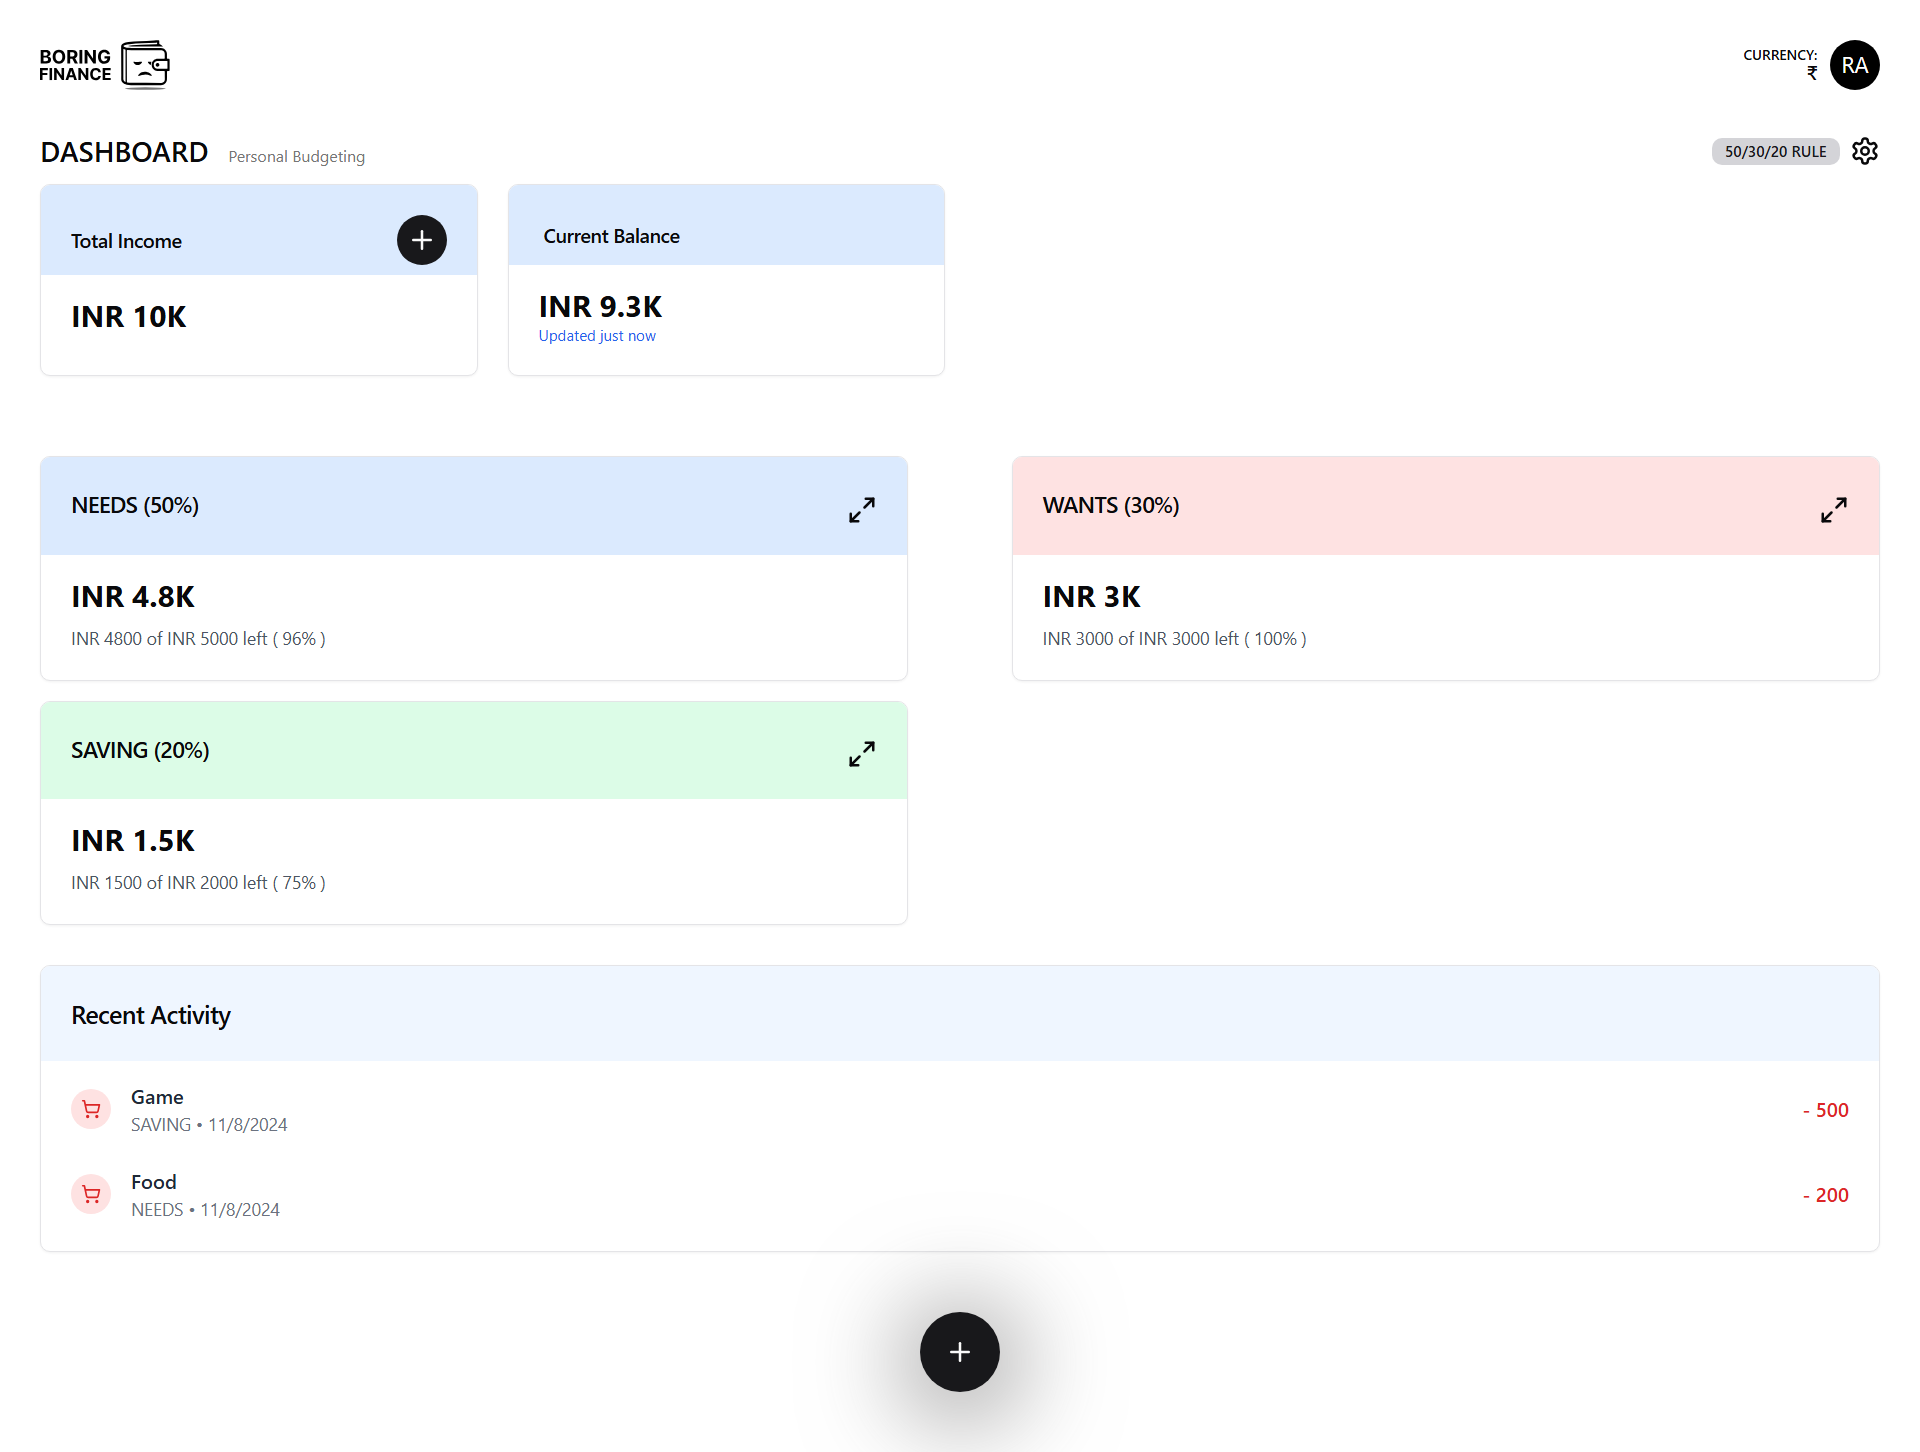 BORING
FINANCE
CURRENCY:
₹
RA
DASHBOARD Personal Budgeting
50/30/20 RULE
Total Income
INR 10K
Current Balance
INR 9.3K
Updated just now
NEEDS (50%)
INR 4.8K
INR 4800 of INR 5000 left ( 96% )
WANTS (30%)
INR 3K
INR 3000 of INR 3000 left ( 100% )
SAVING (20%)
INR 1.5K
INR 1500 of INR 2000 left ( 75% )
Recent Activity
Game
SAVING • 11/8/2024
- 500
Food
NEEDS • 11/8/2024
- 200